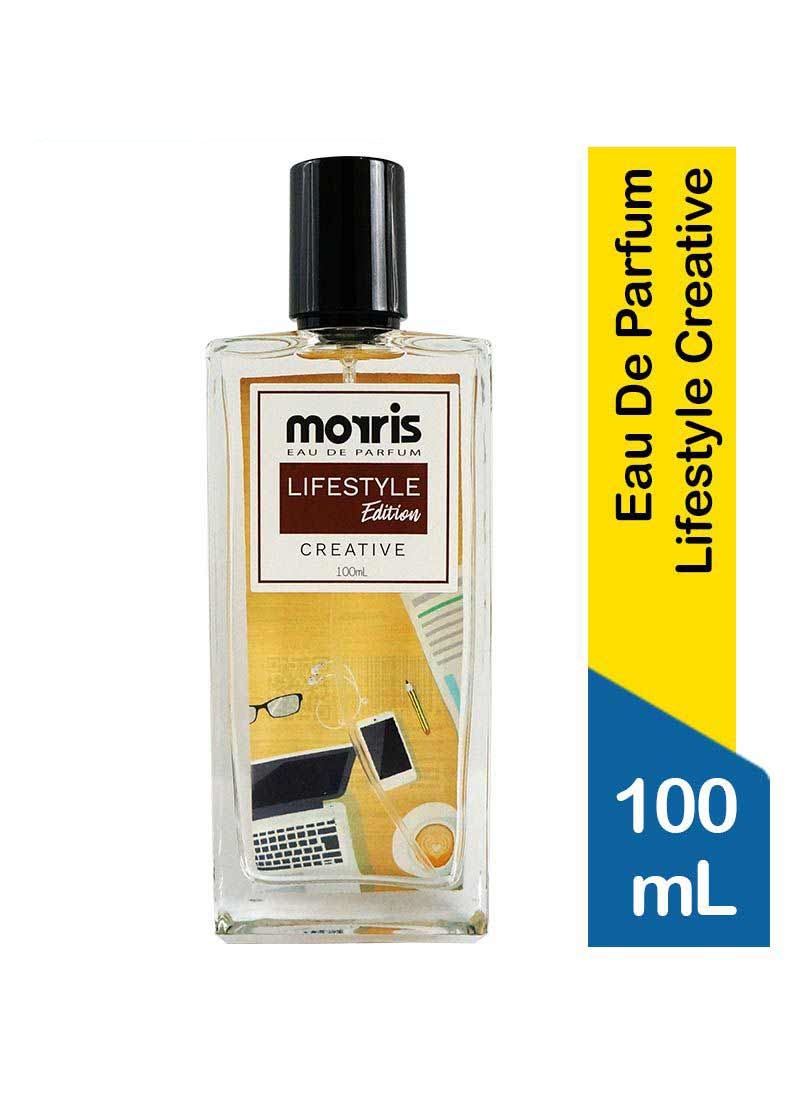 morris
EAU DE PARFUM
LIFESTYLE
Edition
CREATIVE
100mL
Eau De Parfum
Lifestyle Creative
100
mL